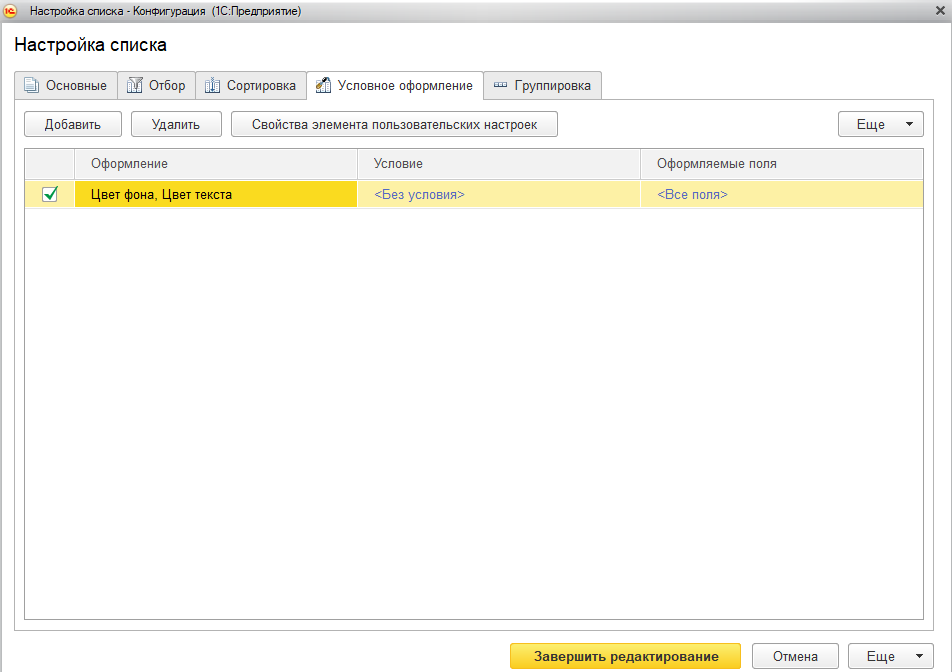 Настройка списка - Конфигурация (1С:Предприятие)
Настройка списка
Основные Отбор Сортировка Условное оформление Группировка
Добавить Удалить Свойства элемента пользовательских настроек Еще
Оформление Условие Оформляемые поля
Цвет фона, Цвет текста <Без условия> <Все поля>
Завершить редактирование Отмена Еще